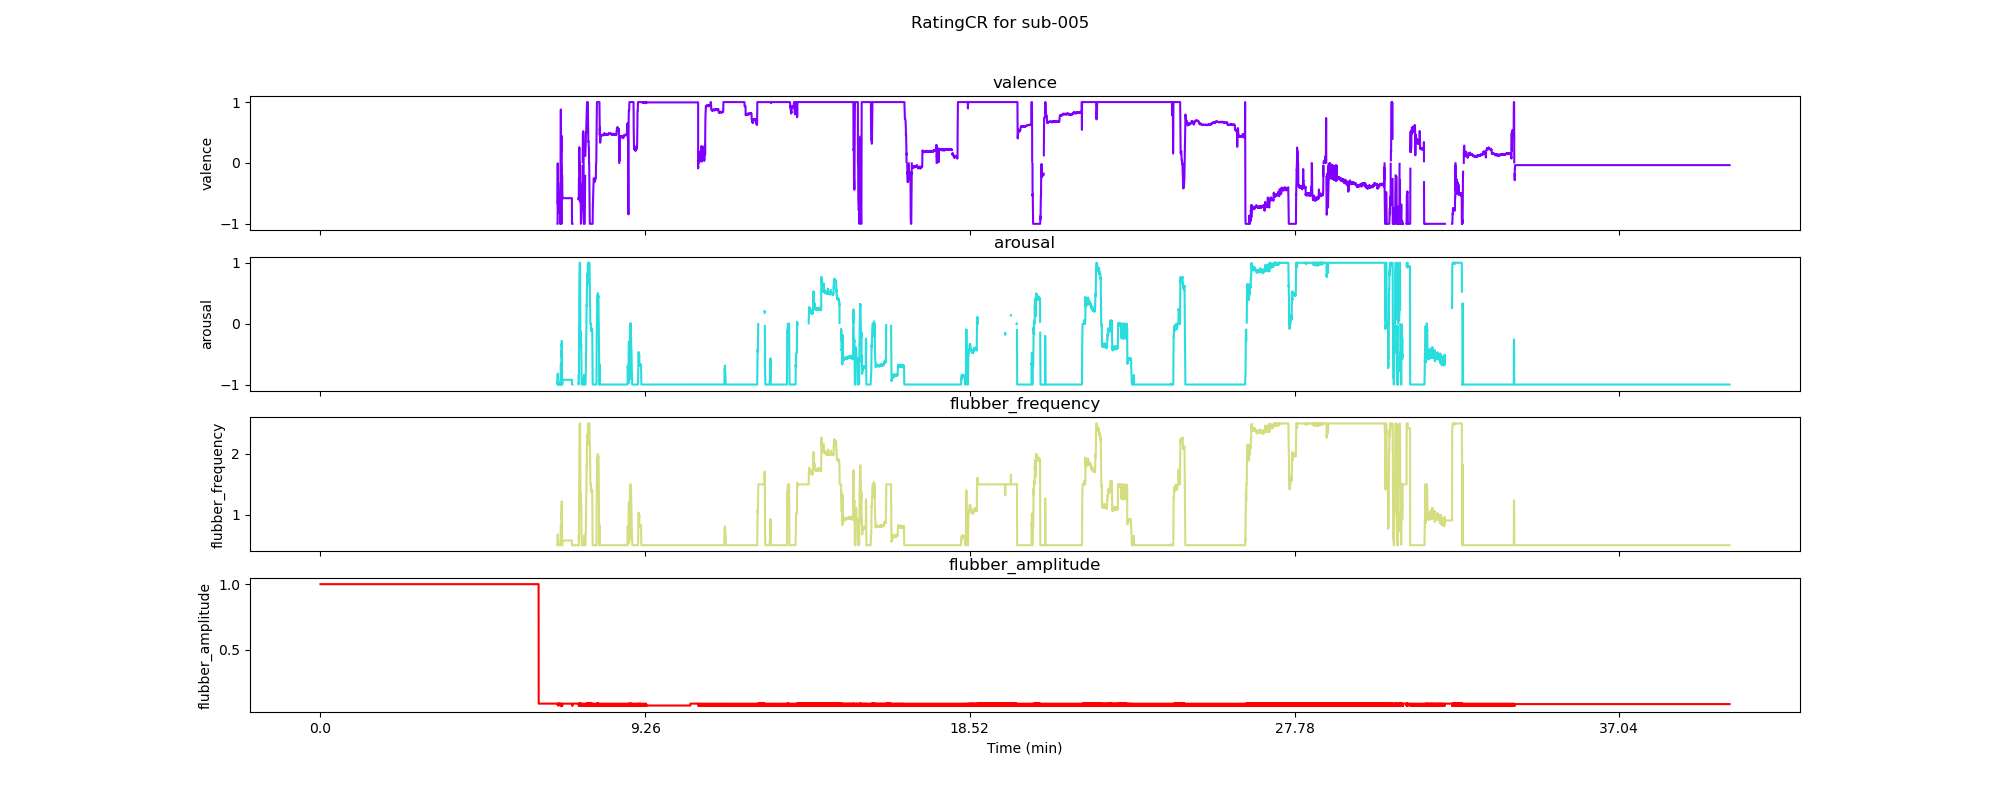 RatingCR for sub-005
valence
1
0
−1
valence
arousal
1
0
−1
arousal
flubber_frequency
2
1
flubber_frequency
flubber_amplitude
1.0
0.5
flubber_amplitude
0.0 9.26 18.52 27.78 37.04
Time (min)